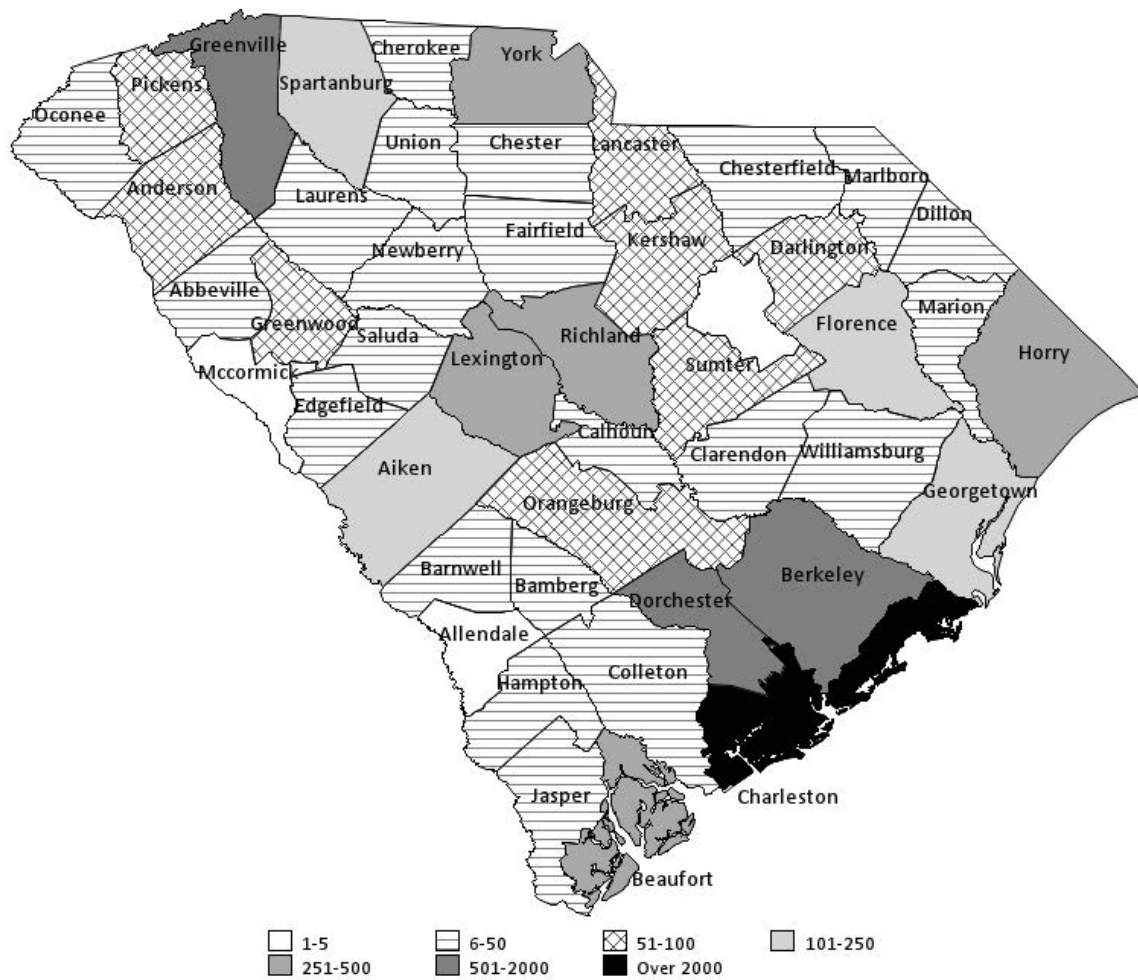 Greenville
Cherokee
York
Pickens
Spartanburg
Oconee
Union
Chester
Lancaster
Chesterfield
Marlboro
Anderson
Laurens
Dillon
Fairfield
Kershaw
Darlington
Newberry
Abbeville
Marion
Greenwood
Saluda
Richland
Florence
Lexington
Horry
Mccormick
Sumter
Edgefield
Calhoun
Clarendon
Williamsburg
Aiken
Georgetown
Orangeburg
Barnwell
Bamberg
Berkeley
Dorchester
Allendale
Colleton
Hampton
Jasper
Charleston
Beaufort
1-5 6-50 51-100 101-250
251-500 501-2000 Over 2000